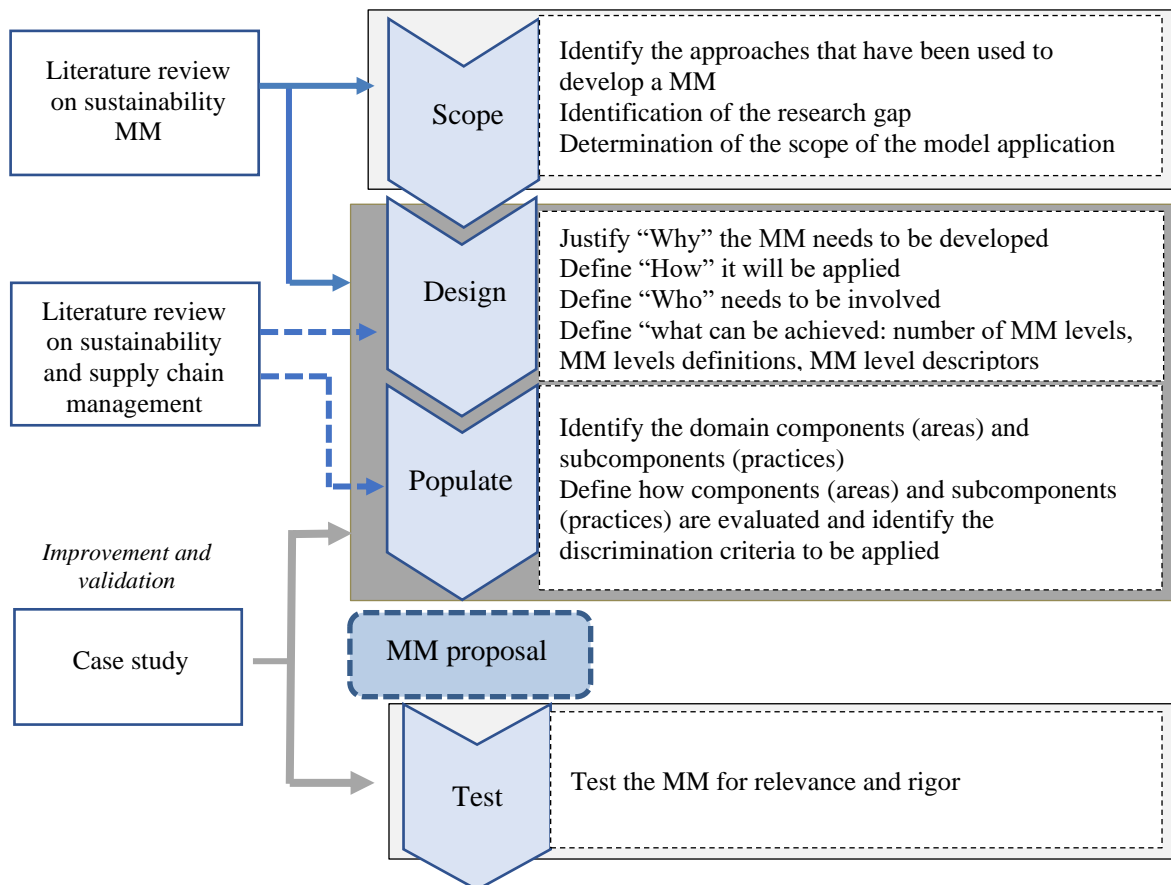 Literature review
on sustainability
MM
Scope
Identify the approaches that have been used to
develop a MM
Identification of the research gap
Determination of the scope of the model application
Design
Justify “Why” the MM needs to be developed
Define “How” it will be applied
Define “Who” needs to be involved
Define “what can be achieved: number of MM levels,
MM levels definitions, MM level descriptors
Literature review
on sustainability
and supply chain
management
Populate
Identify the domain components (areas) and
subcomponents (practices)
Define how components (areas) and subcomponents
(practices) are evaluated and identify the
discrimination criteria to be applied
Improvement and
validation
Case study
MM proposal
Test
Test the MM for relevance and rigor